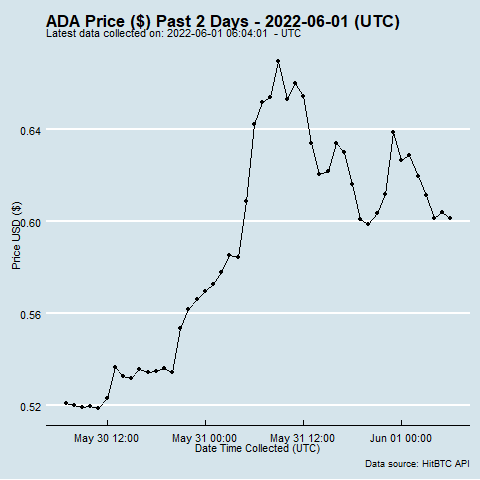 ADA Price ($) Past 2 Days - 2022-06-01 (UTC)
Latest data collected on: 2022-06-01 06:04:01 - UTC
Price USD ($)
0.64
0.60
0.56
0.52
May 30 12:00
May 31 00:00
May 31 12:00
Jun 01 00:00
Date Time Collected (UTC)
Data source: HitBTC API